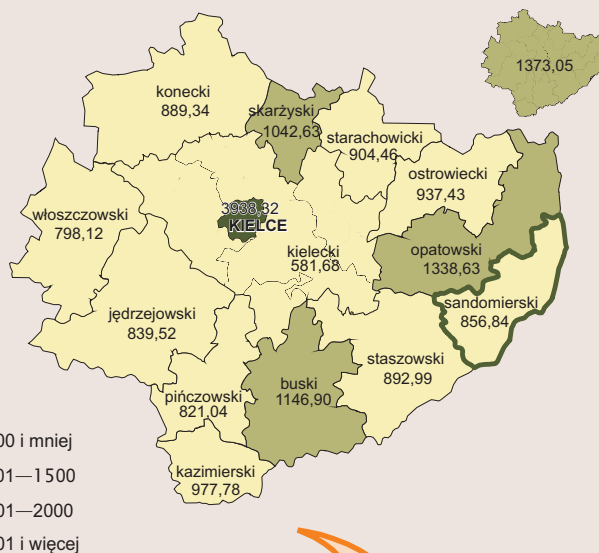 1373,05
konecki
889,34
skarżyski
1042,63
starachowicki
904,46
ostrowiecki
937,43
włoszczowski
798,12
3938,32
KIELCE
kielecki
581,68
opatowski
1338,63
sandomierski
856,84
jędrzejowski
839,52
staszowski
892,99
buski
1146,90
pińczowski
821,04
kazimierski
977,78
00 i mniej
01—1500
01—2000
01 i więcej